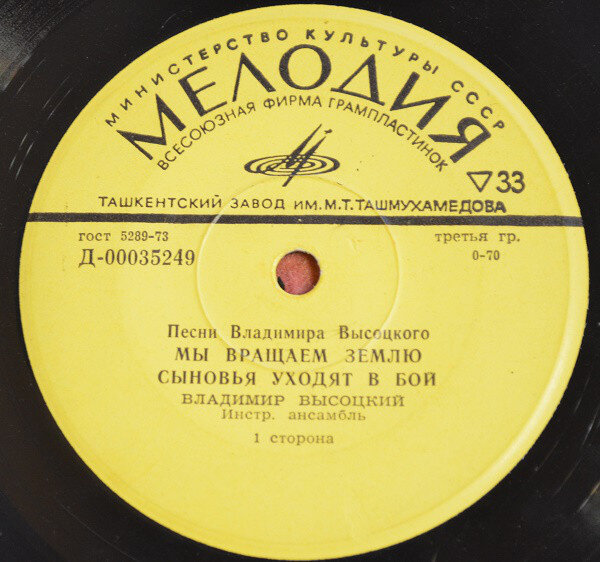 МИНИСТЕРСТВО КУЛЬТУРЫ СССР
МЕЛОДИЯ
ВСЕСОЮЗНАЯ ФИРМА ГРАМПЛАСТИНОК
33
ТАШКЕНТСКИЙ ЗАВОД ИМ. М.Т. ТАШМУХАМЕДОВА
гост 5289-73
третья гр.
Д-00035249
0-70
Песни Владимира Высоцкого
МЫ ВРАЩАЕМ ЗЕМЛЮ
СЫНОВЬЯ УХОДЯТ В БОЙ
ВЛАДИМИР ВЫСОЦКИЙ
Инстр. ансамбль
1 сторона